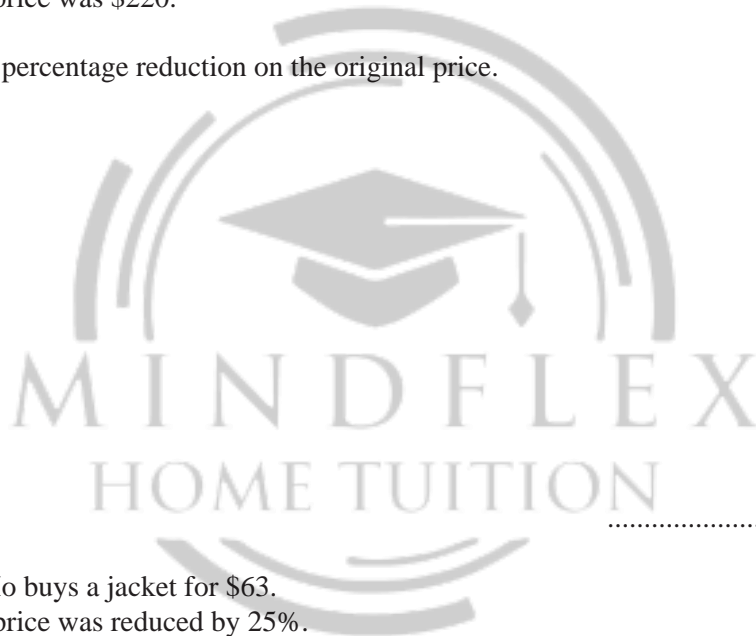 price was $220.
percentage reduction on the original price.
MINDFLEX
HOME TUITION
....................
buys a jacket for $63.
price was reduced by 25%.